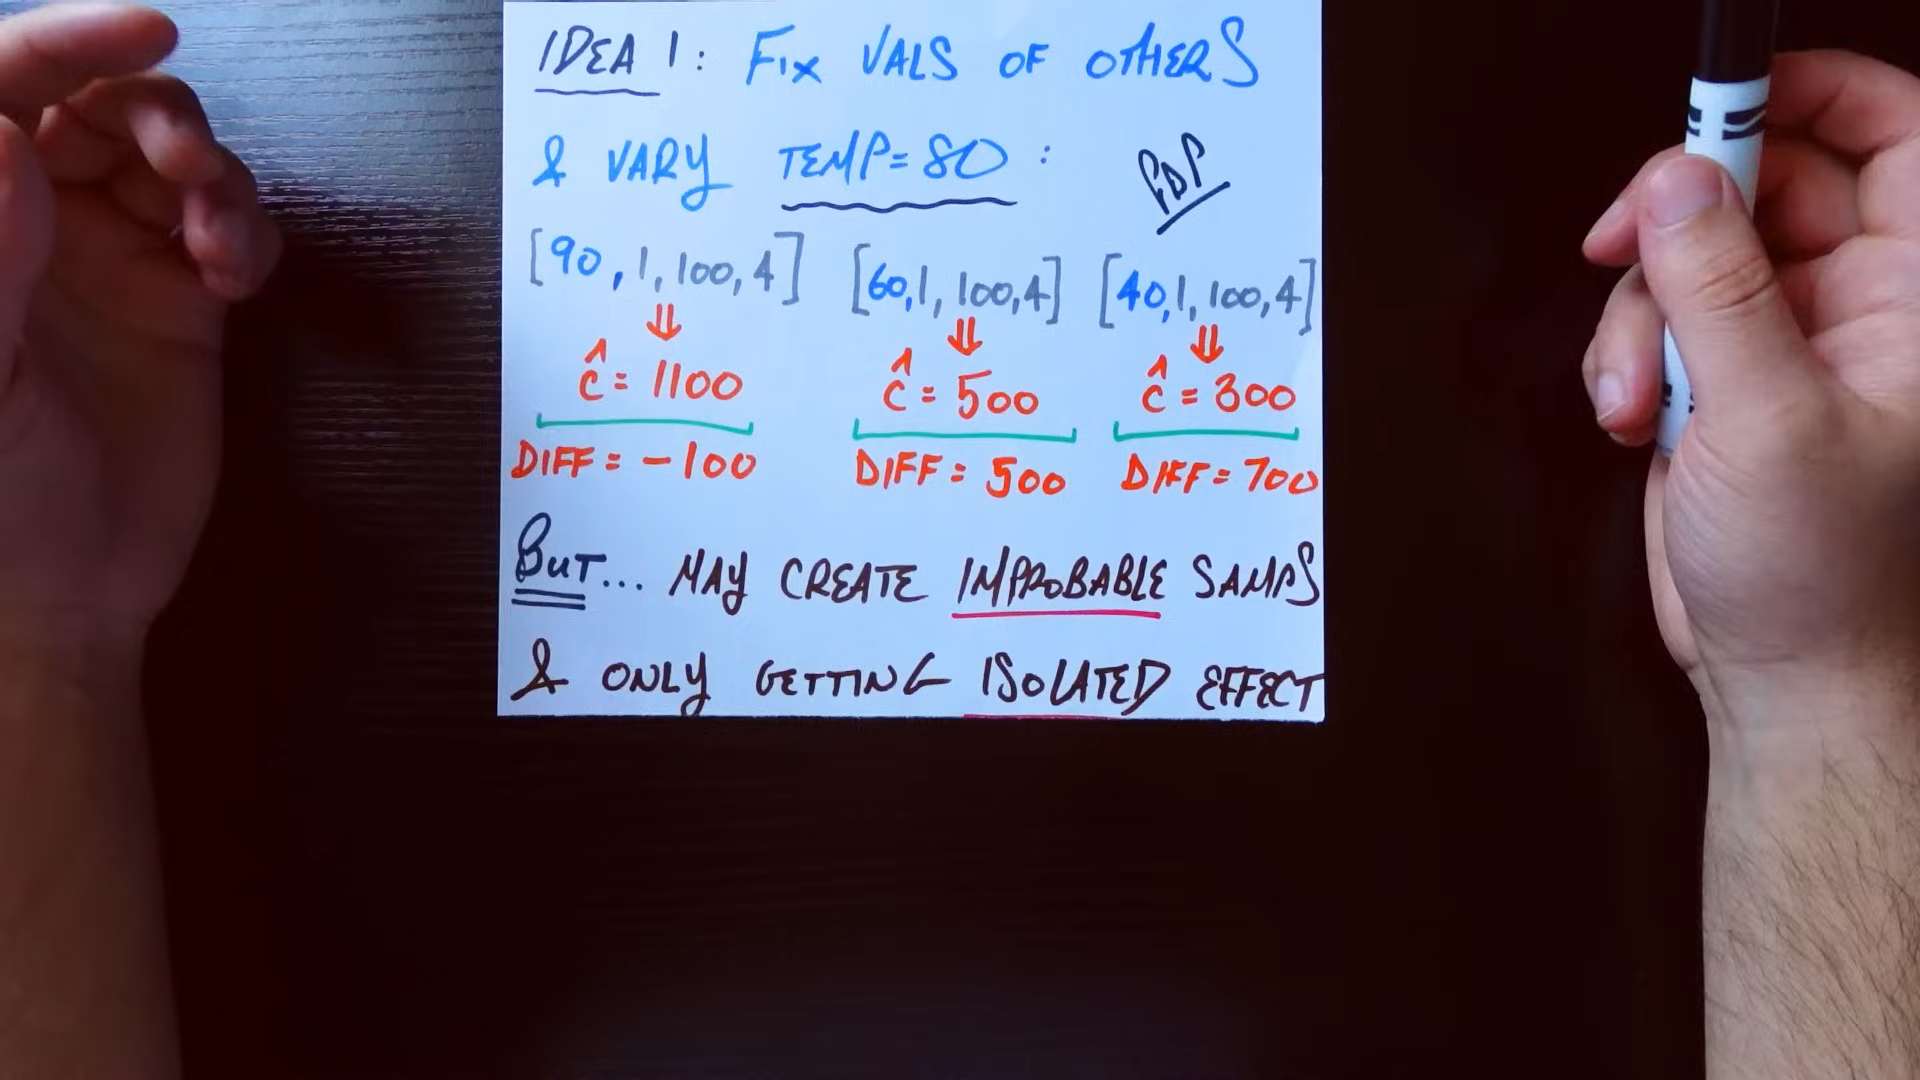 IDEA 1: FIX VALS OF OTHERS
& VARY TEMP=80:
PDP
[90, 1, 100, 4] [60, 1, 100, 4] [40, 1, 100, 4]
⇓ ⇓ ⇓
ĉ = 1100 ĉ = 500 ĉ = 300
DIFF = -100 DIFF = 500 DIFF = 700
BUT... MAY CREATE IMPROBABLE SAMPS
& ONLY GETTING ISOLATED EFFECT